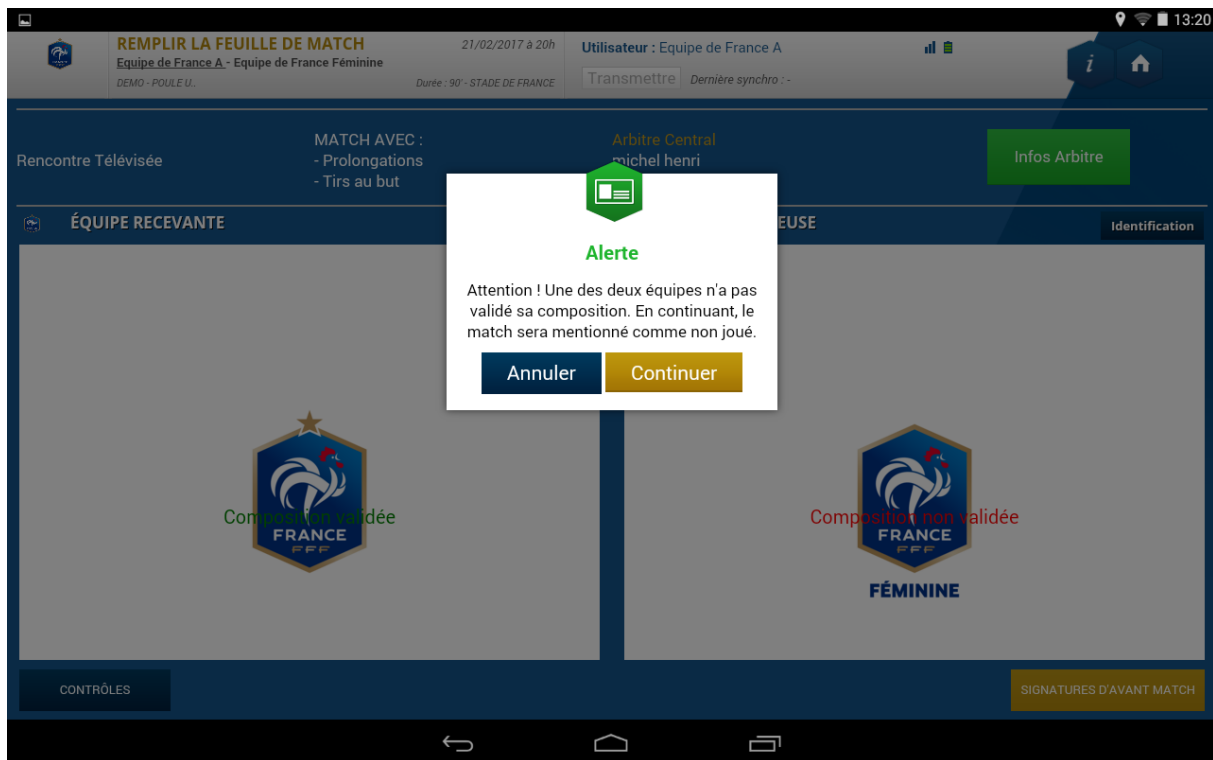 13:20
REMPLIR LA FEUILLE DE MATCH
21/02/2017 à 20h
Equipe de France A - Equipe de France Féminine
DEMO - POULE U..
Durée : 90' - STADE DE FRANCE
Utilisateur : Equipe de France A
Transmettre Dernière synchro : -
i
Rencontre Télévisée
MATCH AVEC :
- Prolongations
- Tirs au but
Arbitre Central
michel henri
Infos Arbitre
ÉQUIPE RECEVANTE
EUSE
Identification
Alerte
Attention ! Une des deux équipes n'a pas
validé sa composition. En continuant, le
match sera mentionné comme non joué.
Annuler
Continuer
Composition validée
FRANCE
FFF
Composition non validée
FRANCE
FFF
FÉMININE
CONTRÔLES
SIGNATURES D'AVANT MATCH